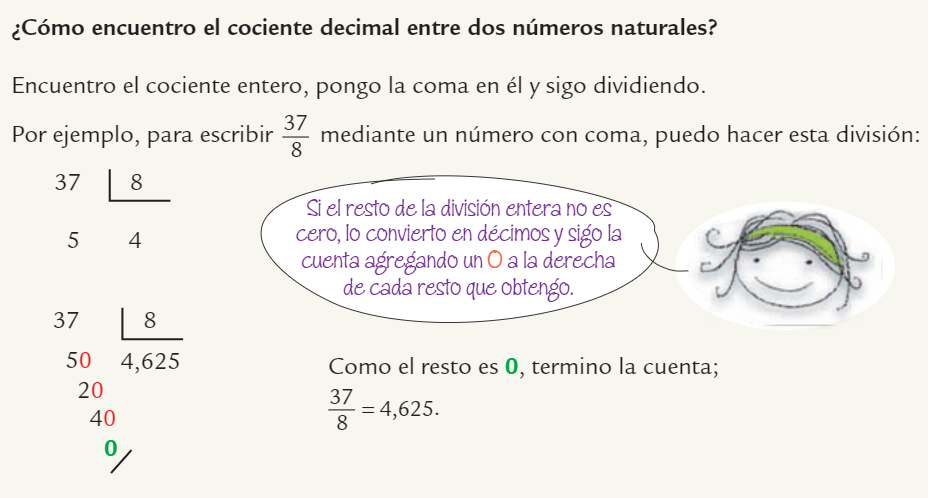 ¿Cómo encuentro el cociente decimal entre dos números naturales?
Encuentro el cociente entero, pongo la coma en él y sigo dividiendo.
Por ejemplo, para escribir 37/8 mediante un número con coma, puedo hacer esta división:
37 8
5 4
Si el resto de la división entera no es
cero, lo convierto en décimos y sigo la
cuenta agregando un 0 a la derecha
de cada resto que obtengo.
37 8
50 4,625
20
40
0
Como el resto es 0, termino la cuenta;
37/8 = 4,625.